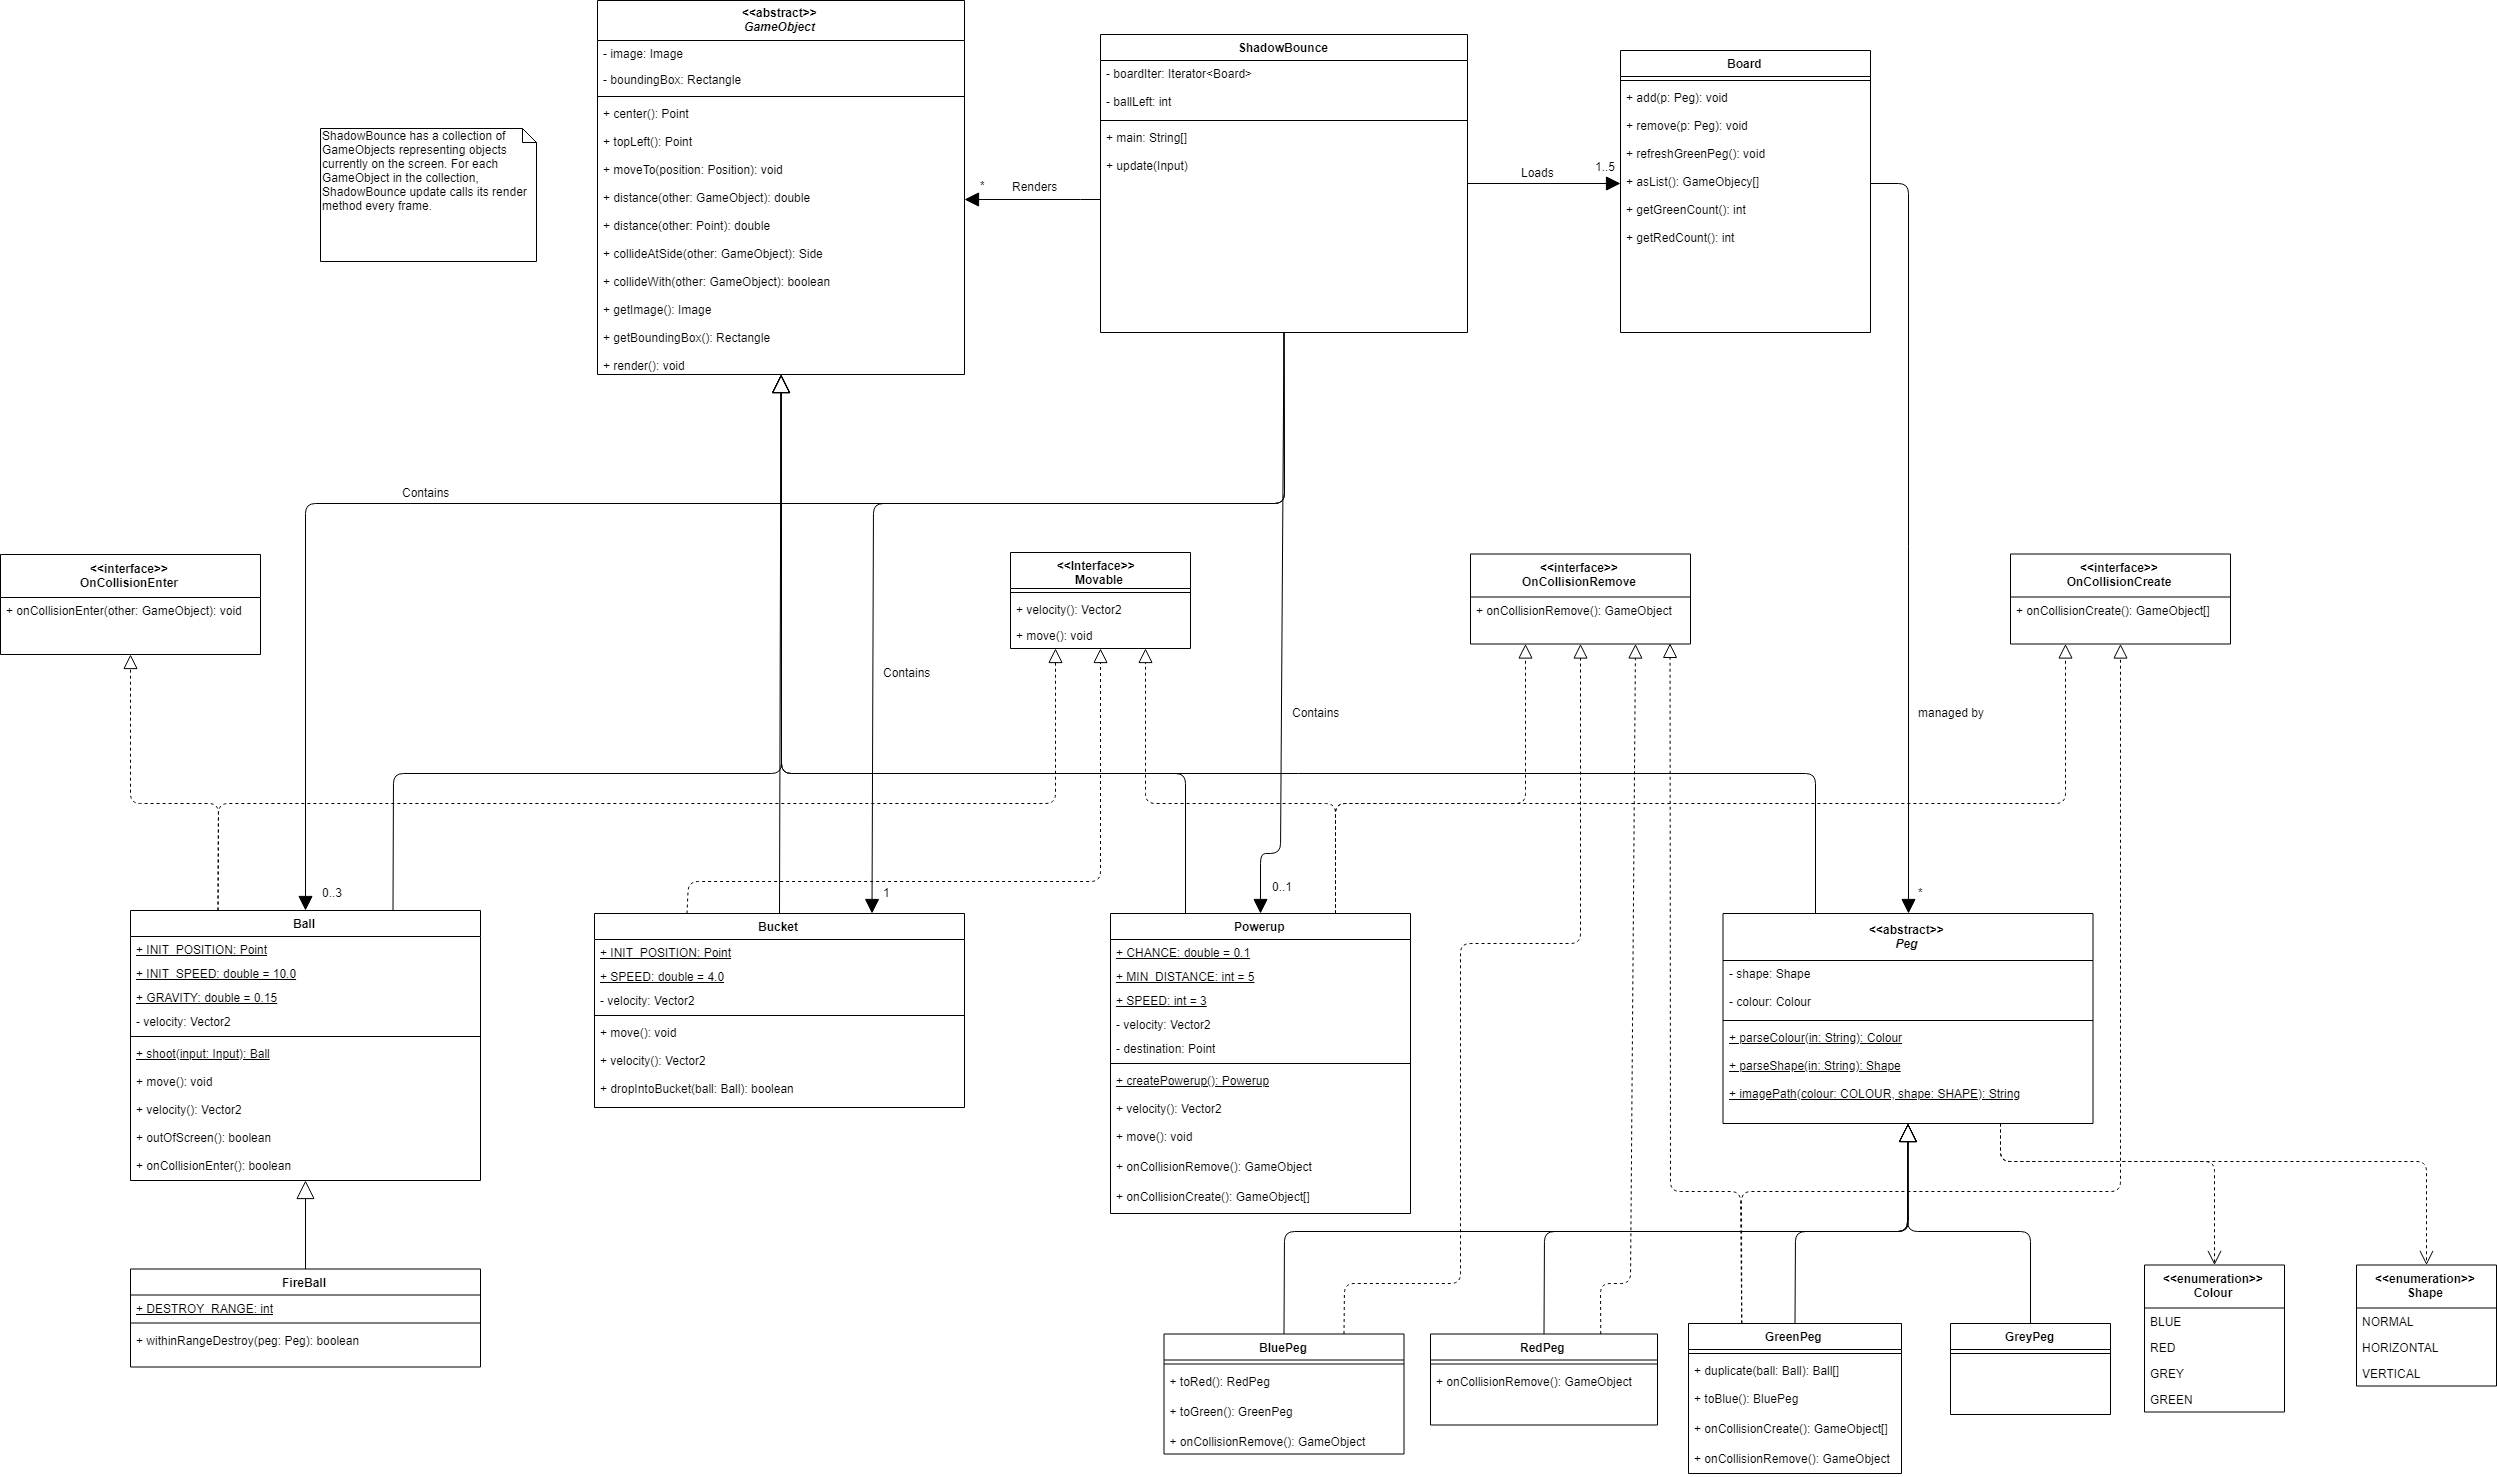 <<abstract>>
GameObject
- image: Image
- boundingBox: Rectangle
+ center(): Point
+ topLeft(): Point
+ moveTo(position: Position): void
+ distance(other: GameObject): double
+ distance(other: Point): double
+ collideAtSide(other: GameObject): Side
+ collideWith(other: GameObject): boolean
+ getImage(): Image
+ getBoundingBox(): Rectangle
+ render(): void
ShadowBounce has a collection of
GameObjects representing objects
currently on the screen. For each
GameObject in the collection,
ShadowBounce update calls its render
method every frame.
*
Renders
ShadowBounce
- boardIter: Iterator<Board>
- ballLeft: int
+ main: String[]
+ update(Input)
Loads
1..5
Board
+ add(p: Peg): void
+ remove(p: Peg): void
+ refreshGreenPeg(): void
+ asList(): GameObjecy[]
+ getGreenCount(): int
+ getRedCount(): int
Contains
<<interface>>
OnCollisionEnter
+ onCollisionEnter(other: GameObject): void
<<Interface>>
Movable
+ velocity(): Vector2
+ move(): void
<<interface>>
OnCollisionRemove
+ onCollisionRemove(): GameObject
<<interface>>
OnCollisionCreate
+ onCollisionCreate(): GameObject[]
Contains
Contains
managed by
0..3
1
0..1
*
Ball
+ INIT_POSITION: Point
+ INIT_SPEED: double = 10.0
+ GRAVITY: double = 0.15
- velocity: Vector2
+ shoot(input: Input): Ball
+ move(): void
+ velocity(): Vector2
+ outOfScreen(): boolean
+ onCollisionEnter(): boolean
Bucket
+ INIT_POSITION: Point
+ SPEED: double = 4.0
- velocity: Vector2
+ move(): void
+ velocity(): Vector2
+ dropIntoBucket(ball: Ball): boolean
Powerup
+ CHANCE: double = 0.1
+ MIN_DISTANCE: int = 5
+ SPEED: int = 3
- velocity: Vector2
- destination: Point
+ createPowerup(): Powerup
+ velocity(): Vector2
+ move(): void
+ onCollisionRemove(): GameObject
+ onCollisionCreate(): GameObject[]
<<abstract>>
Peg
- shape: Shape
- colour: Colour
+ parseColour(in: String): Colour
+ parseShape(in: String): Shape
+ imagePath(colour: COLOUR, shape: SHAPE): String
FireBall
+ DESTROY_RANGE: int
+ withinRangeDestroy(peg: Peg): boolean
BluePeg
+ toRed(): RedPeg
+ toGreen(): GreenPeg
+ onCollisionRemove(): GameObject
RedPeg
+ onCollisionRemove(): GameObject
GreenPeg
+ duplicate(ball: Ball): Ball[]
+ toBlue(): BluePeg
+ onCollisionCreate(): GameObject[]
+ onCollisionRemove(): GameObject
GreyPeg
<<enumeration>>
Colour
BLUE
RED
GREY
GREEN
<<enumeration>>
Shape
NORMAL
HORIZONTAL
VERTICAL